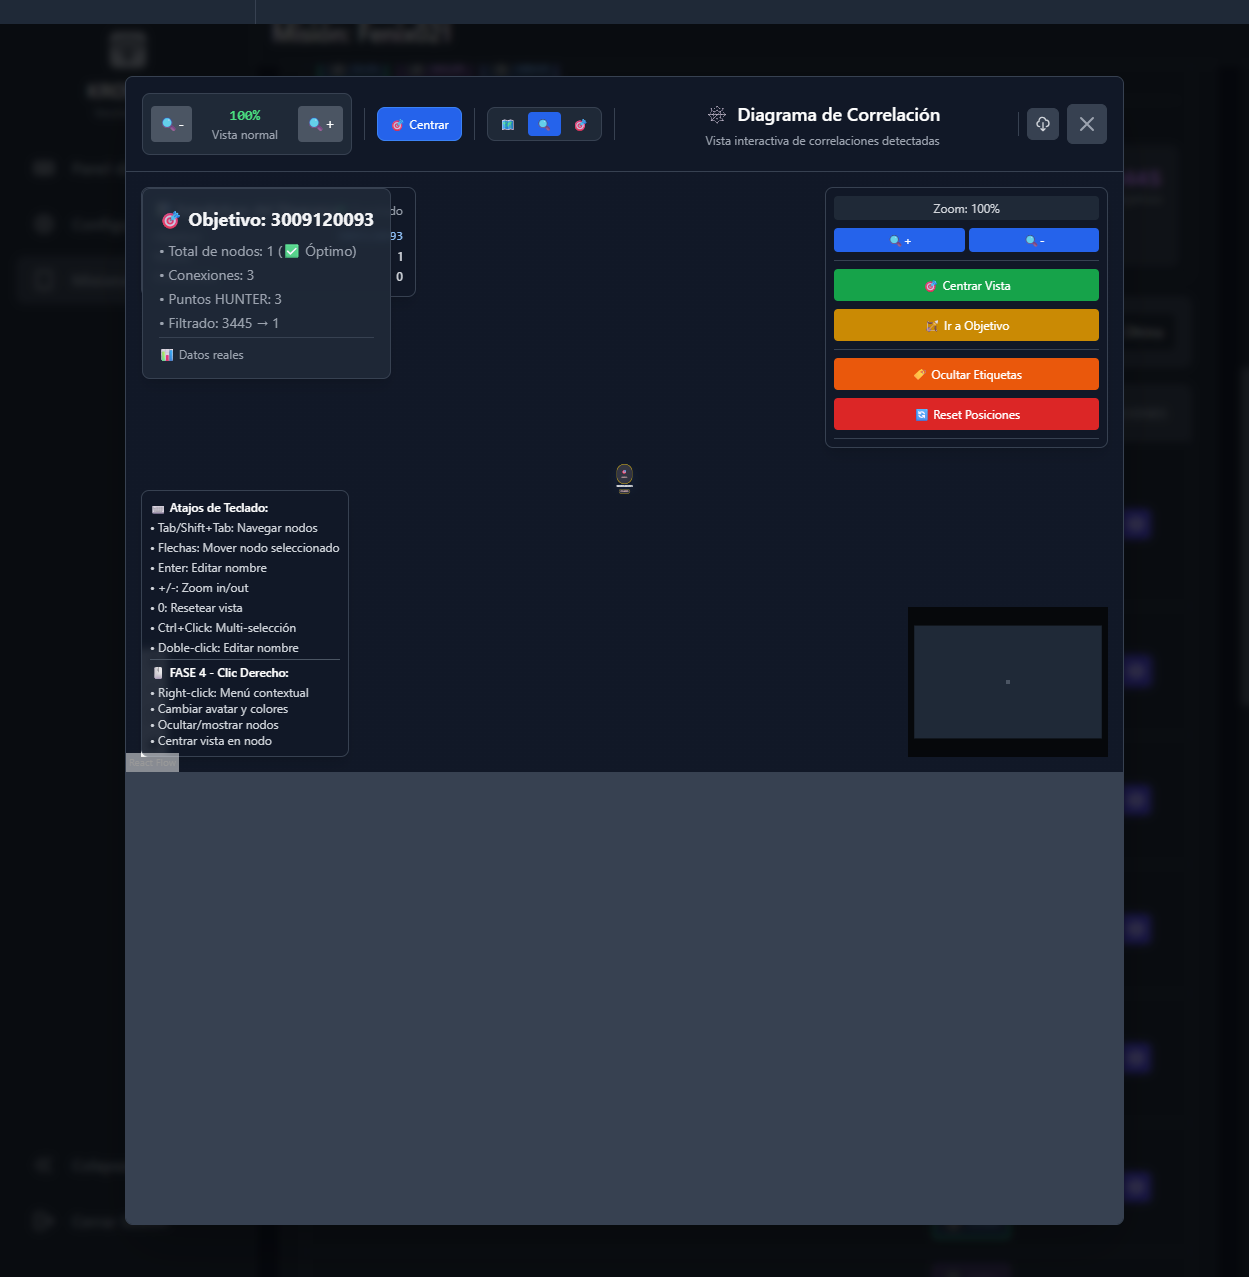 Misión: Fenix021
100%
Vista normal
-
+
Centrar
Diagrama de Correlación
Vista interactiva de correlaciones detectadas
Objetivo: 3009120093
• Total de nodos: 1 (✅ Óptimo)
• Conexiones: 3
• Puntos HUNTER: 3
• Filtrado: 3445 → 1
Datos reales
do
93
1
0
Zoom: 100%
+
-
Centrar Vista
Ir a Objetivo
Ocultar Etiquetas
Reset Posiciones
Atajos de Teclado:
• Tab/Shift+Tab: Navegar nodos
• Flechas: Mover nodo seleccionado
• Enter: Editar nombre
• +/-: Zoom in/out
• 0: Resetear vista
• Ctrl+Click: Multi-selección
• Doble-click: Editar nombre
FASE 4 - Clic Derecho:
• Right-click: Menú contextual
• Cambiar avatar y colores
• Ocultar/mostrar nodos
• Centrar vista en nodo
React Flow